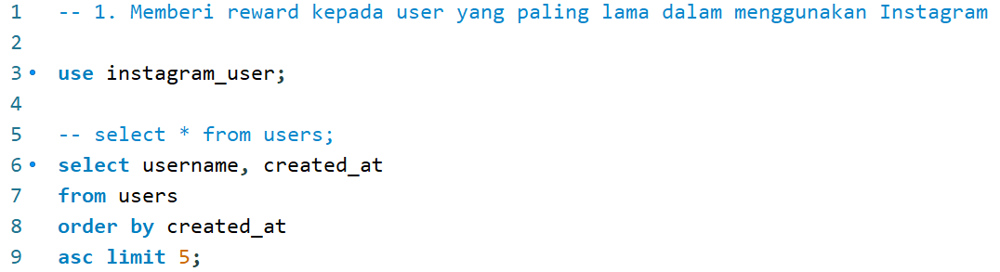 1 -- 1. Memberi reward kepada user yang paling lama dalam menggunakan Instagram
2
3 • use instagram_user;
4
5 -- select * from users;
6 • select username, created_at
7 from users
8 order by created_at
9 asc limit 5;